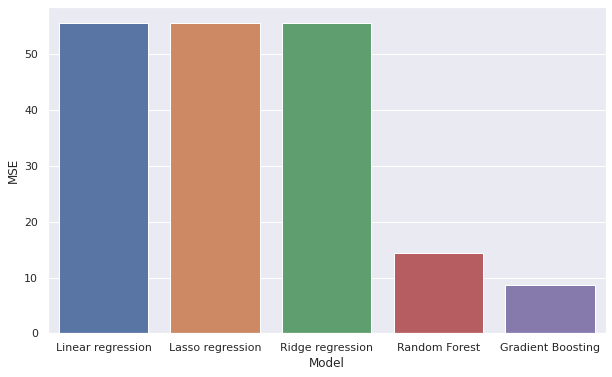 MSE
50
40
30
20
10
0
Linear regression
Lasso regression
Ridge regression
Random Forest
Gradient Boosting
Model